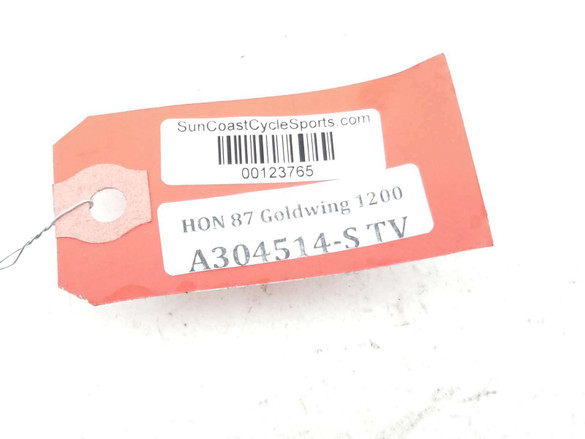 SunCoastCycleSports.com
00123765
HON 87 Goldwing 1200
A304514-S TV